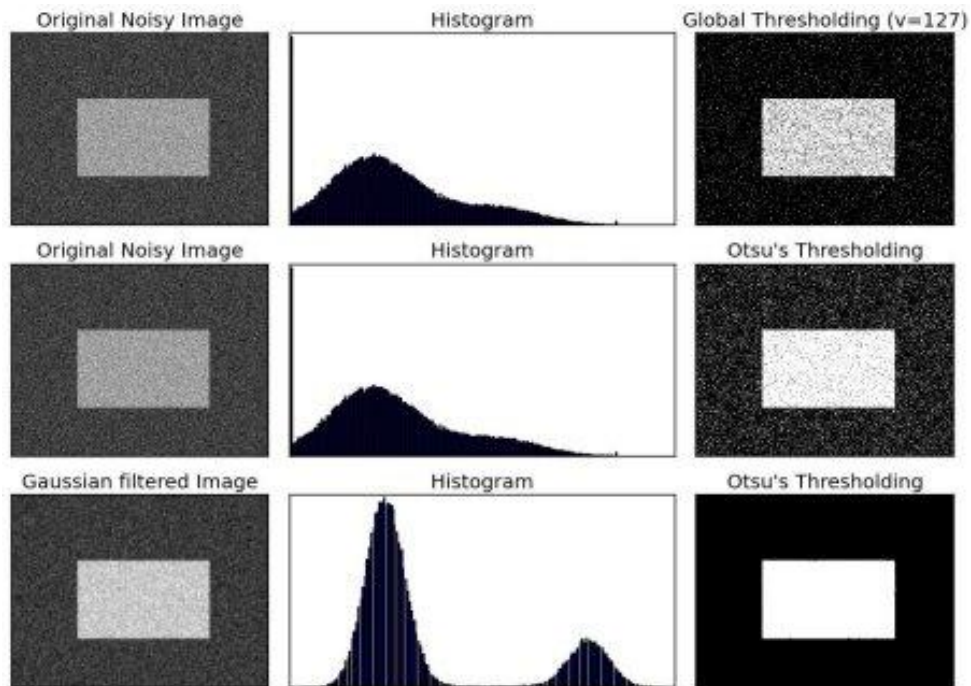 Original Noisy Image
Histogram
Global Thresholding (v=127)
Original Noisy Image
Histogram
Otsu's Thresholding
Gaussian filtered Image
Histogram
Otsu's Thresholding